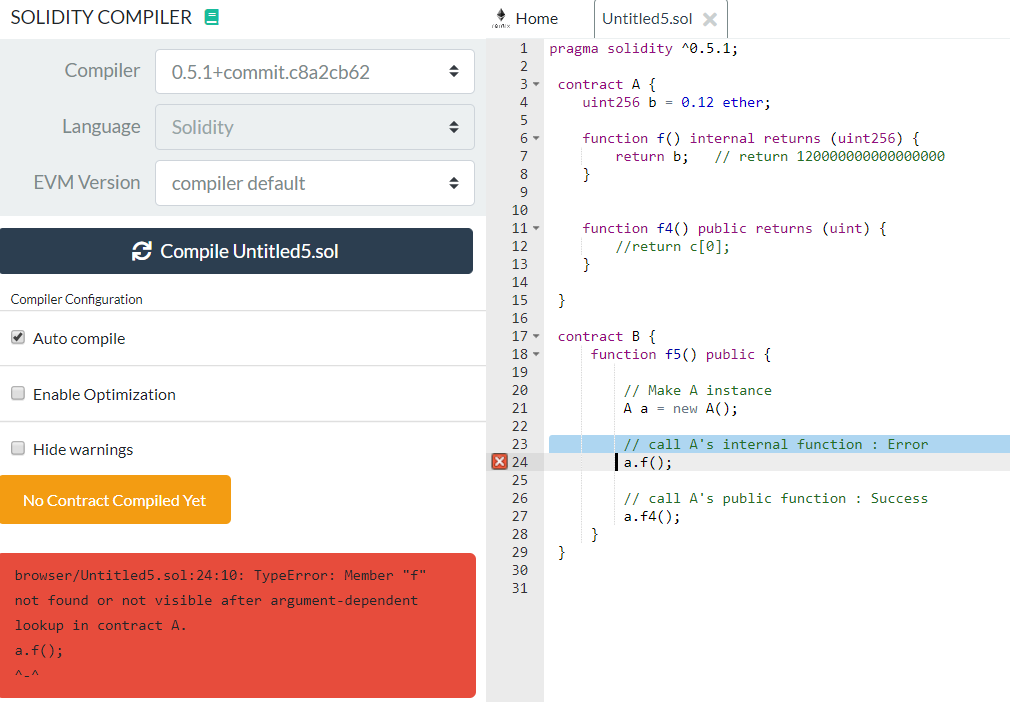 SOLIDITY COMPILER
Compiler
0.5.1+commit.c8a2cb62
Language
Solidity
EVM Version
compiler default
Compile Untitled5.sol
Compiler Configuration
Auto compile
Enable Optimization
Hide warnings
No Contract Compiled Yet
browser/Untitled5.sol:24:10: TypeError: Member "f"
not found or not visible after argument-dependent
lookup in contract A.
a.f();
^-^
remix Home Untitled5.sol
1 pragma solidity ^0.5.1;
2
3 contract A {
4 uint256 b = 0.12 ether;
5
6 function f() internal returns (uint256) {
7 return b; // return 120000000000000000
8 }
9
10
11 function f4() public returns (uint) {
12 //return c[0];
13 }
14
15 }
16
17 contract B {
18 function f5() public {
19
20 // Make A instance
21 A a = new A();
22
23 // call A's internal function : Error
24 a.f();
25
26 // call A's public function : Success
27 a.f4();
28 }
29 }
30
31